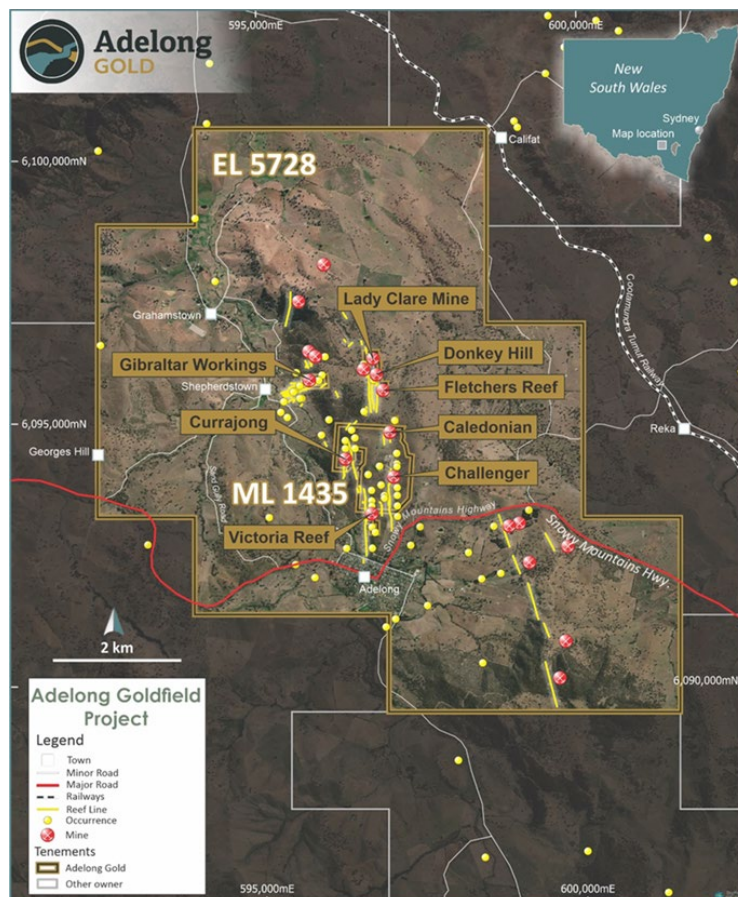 Adelong
GOLD
595,000mE
600,000mE
New
South Wales
Sydney
Map location
6,100,000mN
Califat
EL 5728
Cootamundra Tumut Railway
Lady Clare Mine
Grahamstown
Donkey Hill
Gibraltar Workings
Shepherdstown
Fletchers Reef
Currajong
Caledonian
6,095,000mN
Reka
Georges Hill
Challenger
ML 1435
Sand Gully Road
Snowy Mountains Highway
Victoria Reef
Snowy Mountains Hwy.
Adelong
2 km
6,090,000mN
Adelong Goldfield
Project
Legend
Town
Minor Road
Major Road
Railways
Reef Line
Occurrence
Mine
Tenements
Adelong Gold
Other owner
595,000mE
600,000mE